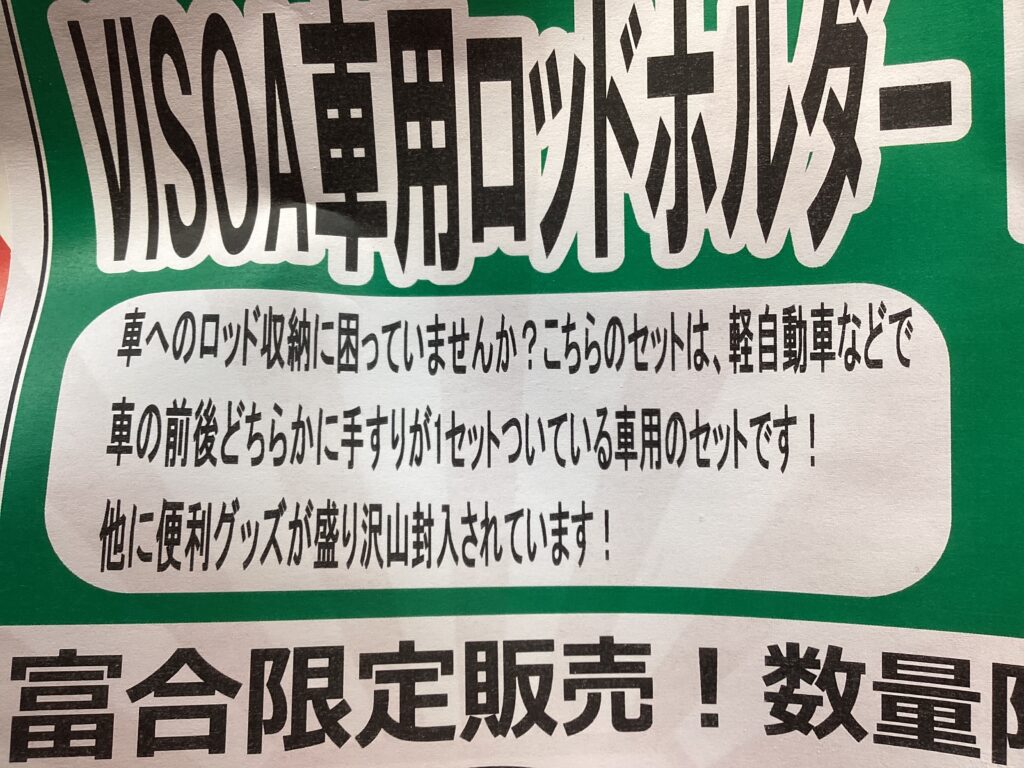 VISOA車用ロッドホルダー
車へのロッド収納に困っていませんか？こちらのセットは、軽自動車などで
車の前後どちらかに手すりが1セットついている車用のセットです！
他に便利グッズが盛り沢山封入されています！
富合限定販売！数量